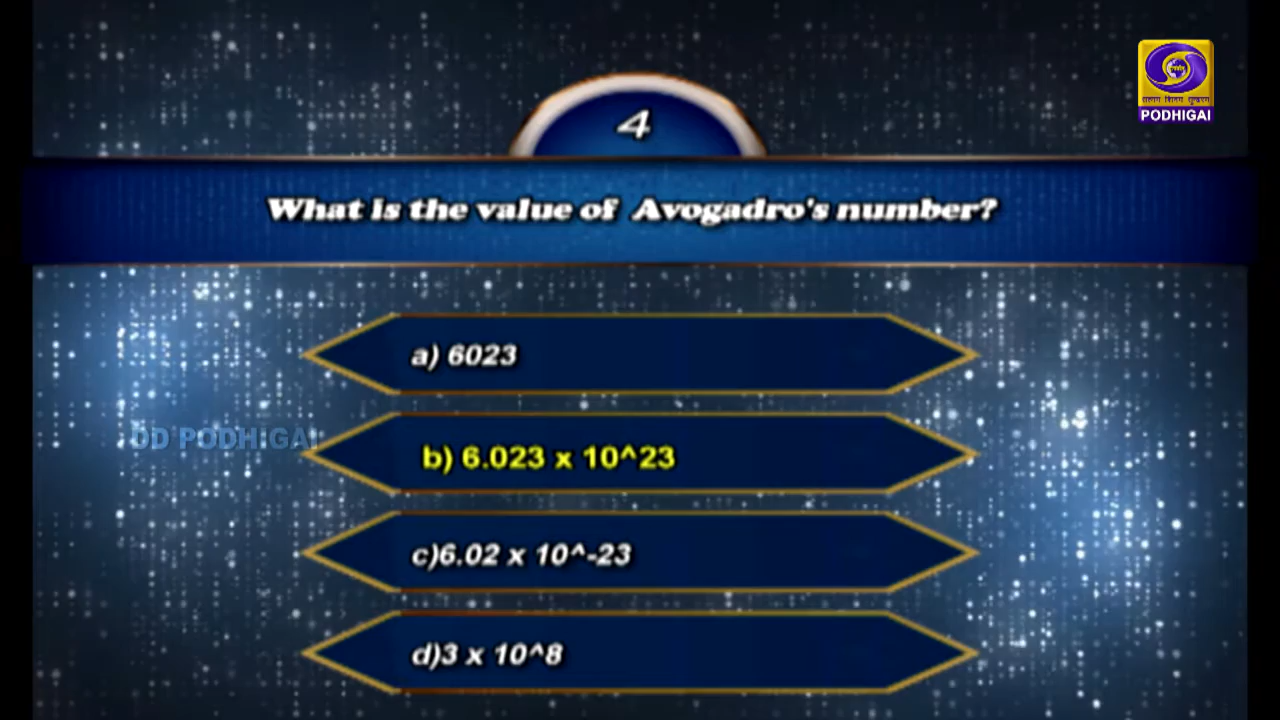 PODHIGAI
4
What is the value of Avogadro's number?
a) 6023
DD PODHIGAI
b) 6.023 x 10^23
c)6.02 x 10^-23
d)3 x 10^8